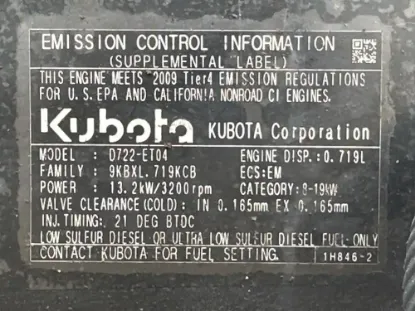 EMISSION CONTROL INFORMATION
(SUPPLEMENTAL LABEL)
THIS ENGINE MEETS 2009 Tier4 EMISSION REGULATIONS
FOR U.S.EPA AND CALIFORNIA NONROAD CI ENGINES.
Kubota KUBOTA Corporation
MODEL : D722-ET04 ENGINE DISP.:0.719L
FAMILY : 9KBXL.719KCB ECS:EM
POWER : 13.2kW/3200rpm CATEGORY:8-19kW
VALVE CLEARANCE(COLD): IN 0.165mm EX 0.165mm
INJ.TIMING: 21 DEG BTDC
LOW SULFUR DIESEL OR ULTRA LOW SULFUR DIESEL FUEL ONLY
CONTACT KUBOTA FOR FUEL SETTING. 1H846-2